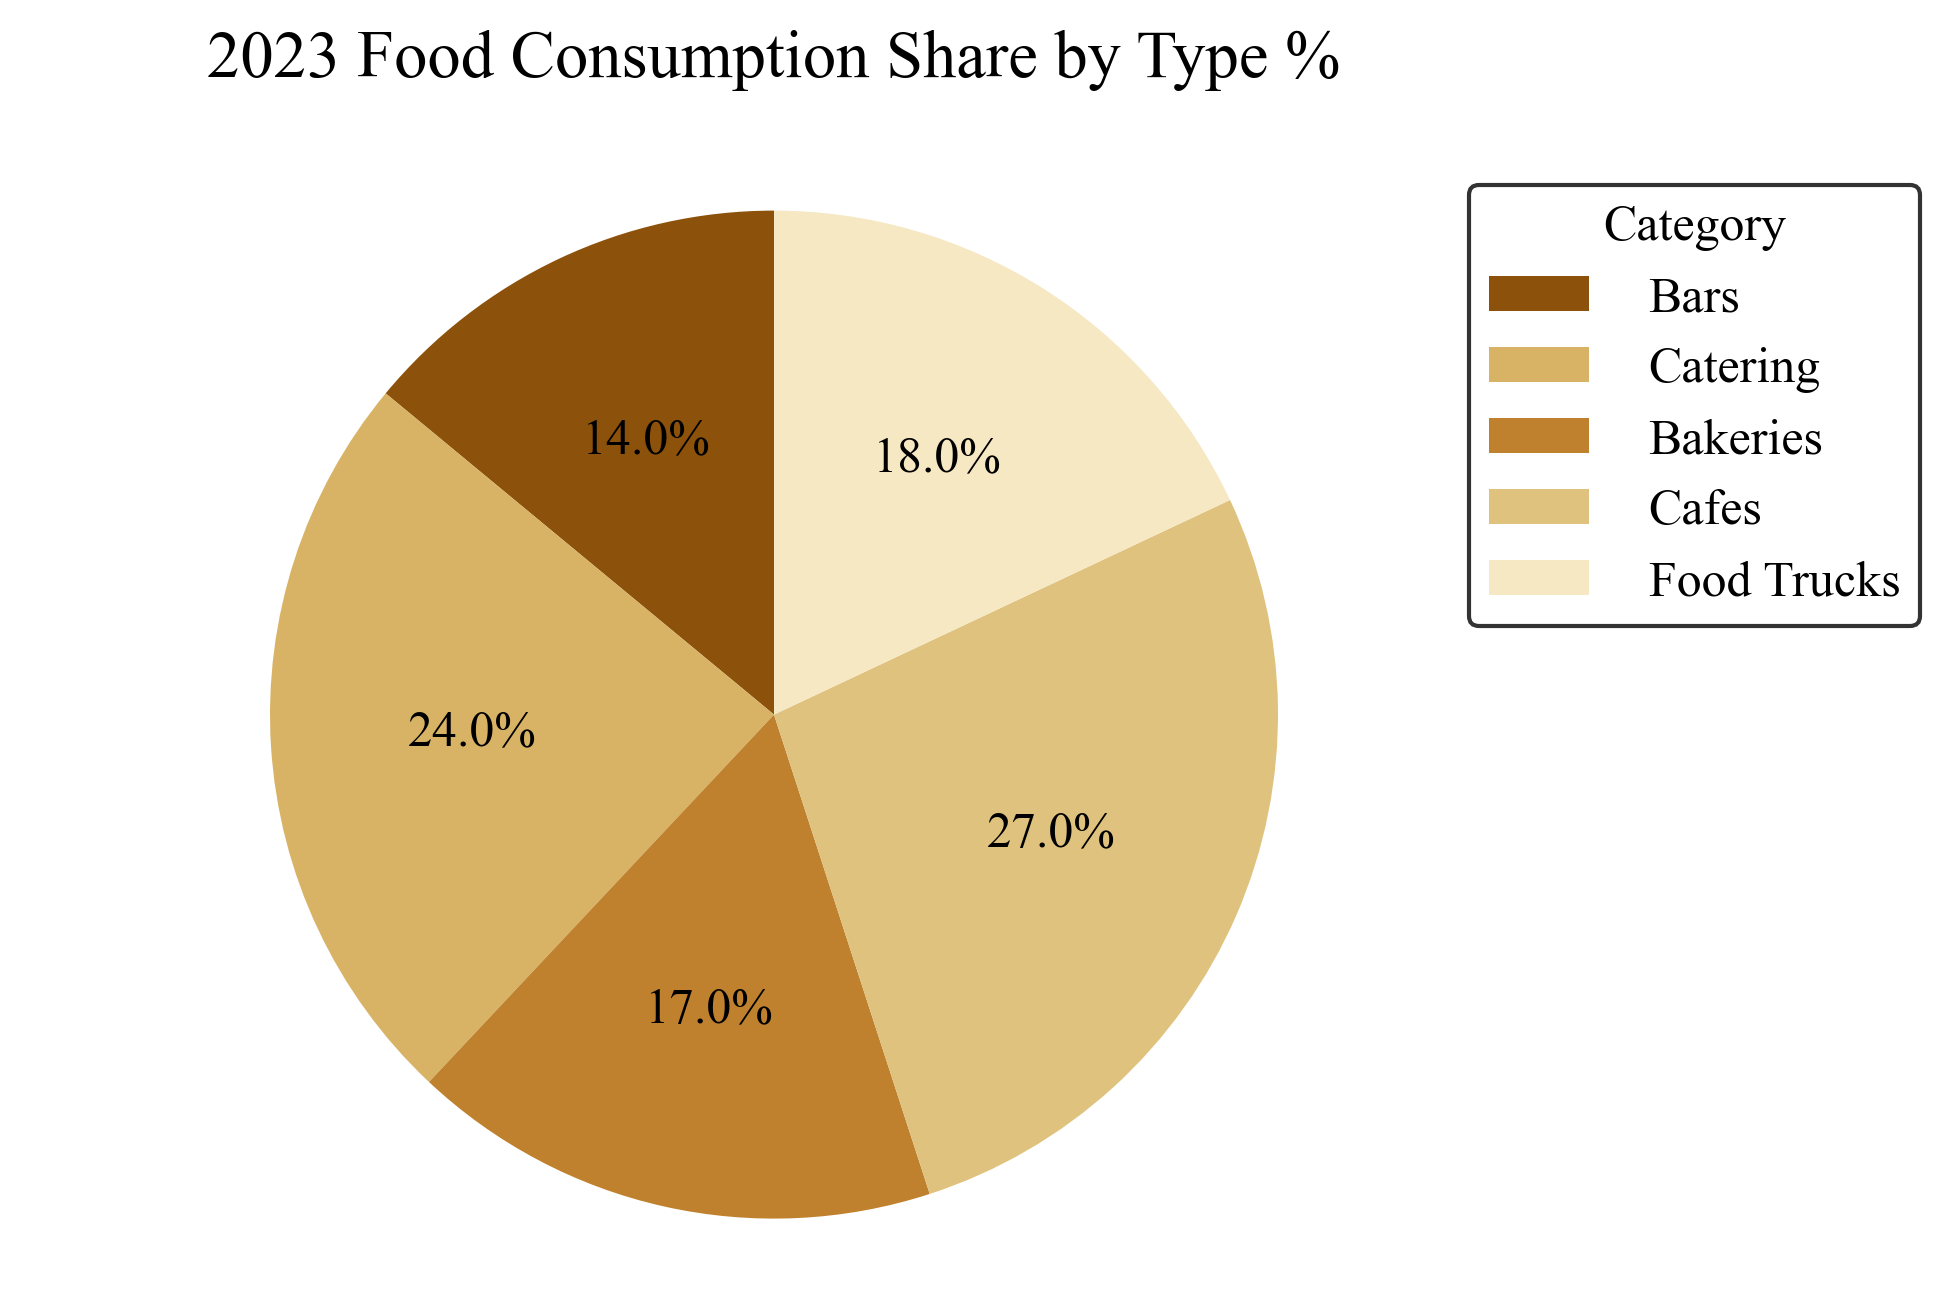 2023 Food Consumption Share by Type %
Category
Bars
Catering
Bakeries
Cafes
Food Trucks
14.0%
18.0%
24.0%
27.0%
17.0%